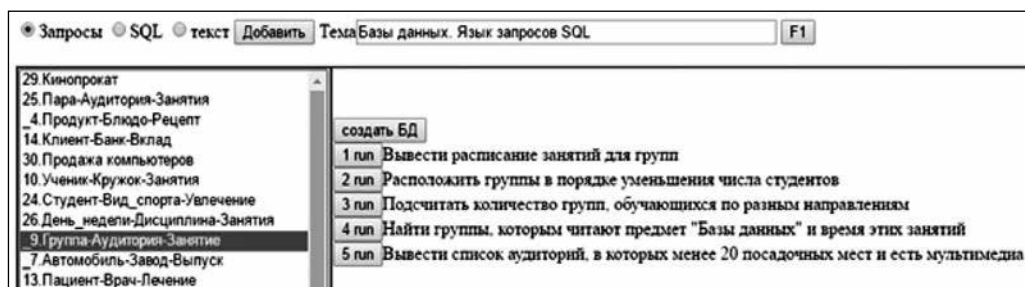 Запросы SQL текст Добавить Тема Базы данных. Язык запросов SQL F1
29.Кинопрокат
25.Пара-Аудитория-Занятия
_4.Продукт-Блюдо-Рецепт
14.Клиент-Банк-Вклад
30.Продажа компьютеров
10.Ученик-Кружок-Занятия
24.Студент-Вид_спорта-Увлечение
26.День_недели-Дисциплина-Занятия
_9.Группа-Аудитория-Занятие
_7.Автомобиль-Завод-Выпуск
13.Пациент-Врач-Лечение
создать БД
1 run Вывести расписание занятий для групп
2 run Расположить группы в порядке уменьшения числа студентов
3 run Подсчитать количество групп, обучающихся по разным направлениям
4 run Найти группы, которым читают предмет "Базы данных" и время этих занятий
5 run Вывести список аудиторий, в которых менее 20 посадочных мест и есть мультимедиа